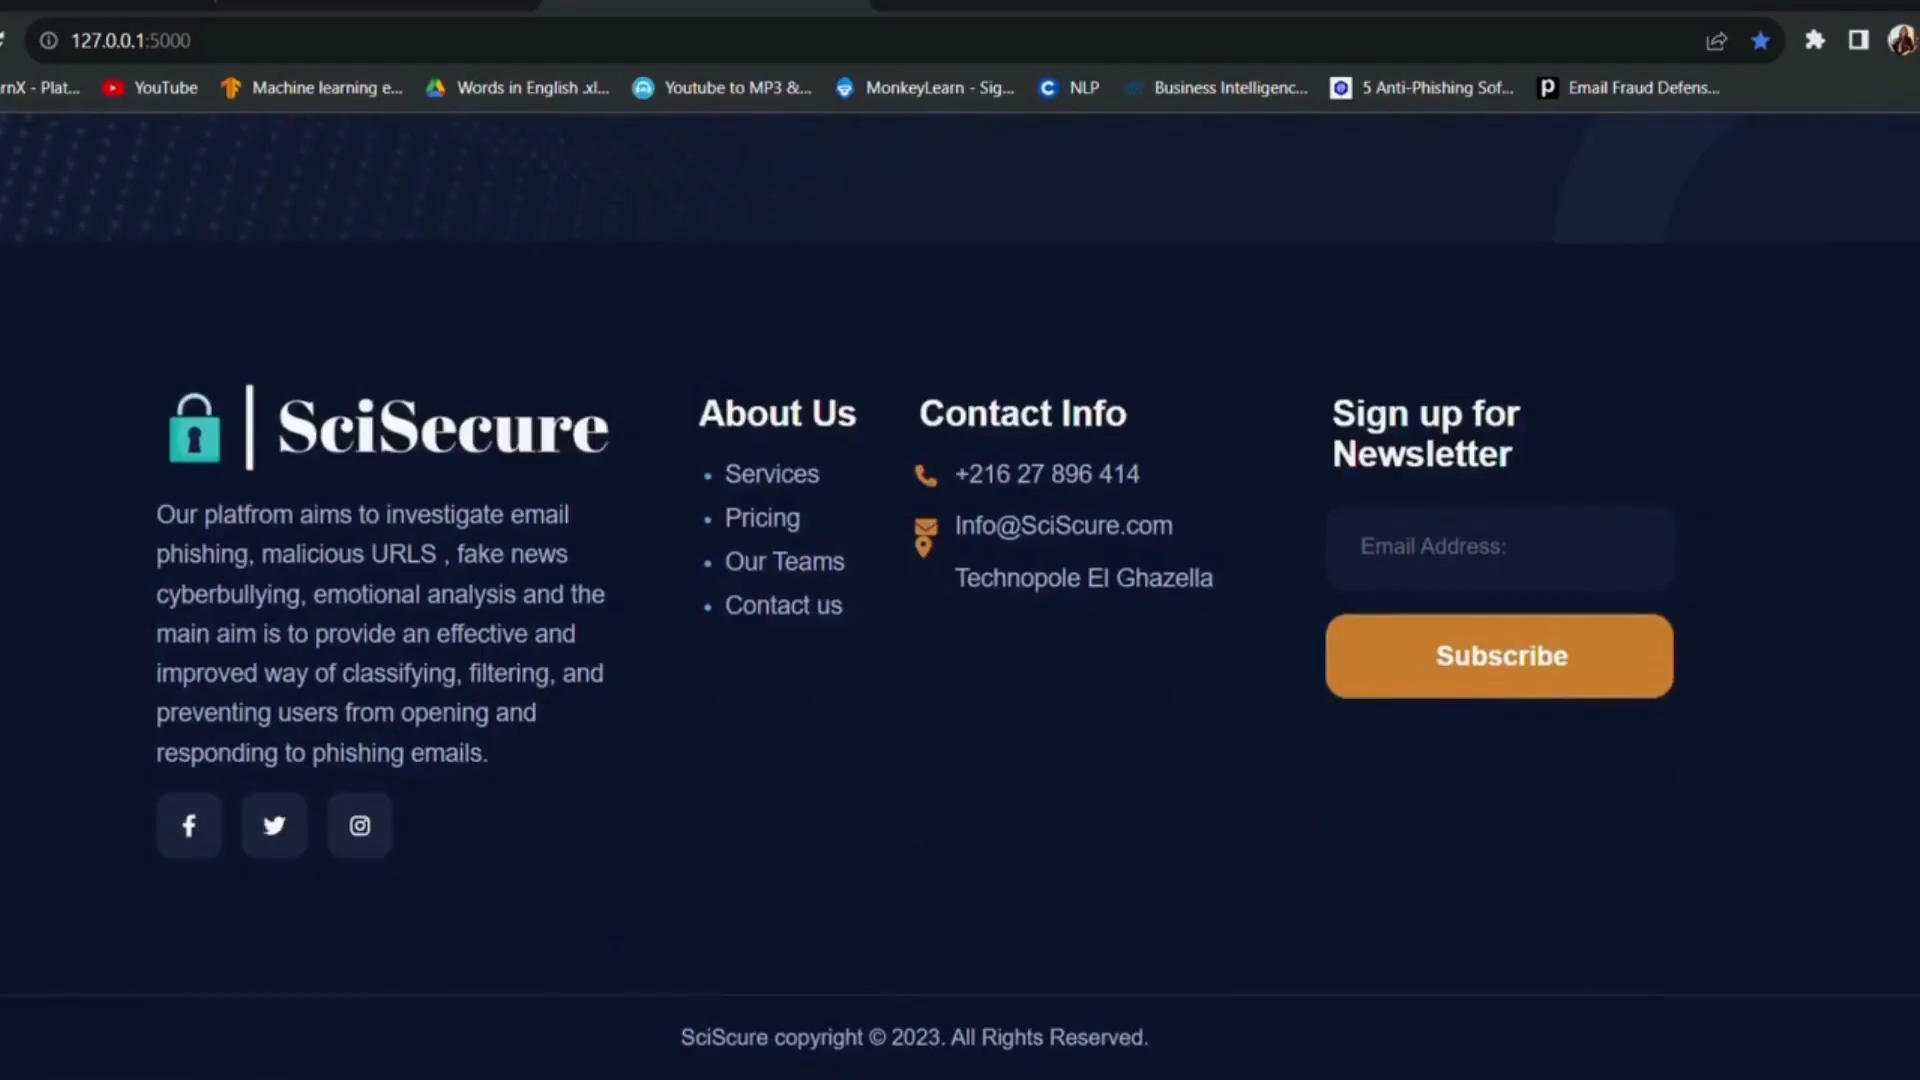 127.0.0.1:5000
rnX - Plat...
YouTube
Machine learning e...
Words in English .xl...
Youtube to MP3 &...
MonkeyLearn - Sig...
NLP
Business Intelligenc...
5 Anti-Phishing Sof...
Email Fraud Defens...
SciSecure
Our platfrom aims to investigate email
phishing, malicious URLS , fake news
cyberbullying, emotional analysis and the
main aim is to provide an effective and
improved way of classifying, filtering, and
preventing users from opening and
responding to phishing emails.
About Us
Services
Pricing
Our Teams
Contact us
Contact Info
+216 27 896 414
Info@SciScure.com
Technopole El Ghazella
Sign up for
Newsletter
Email Address:
Subscribe
SciScure copyright © 2023. All Rights Reserved.